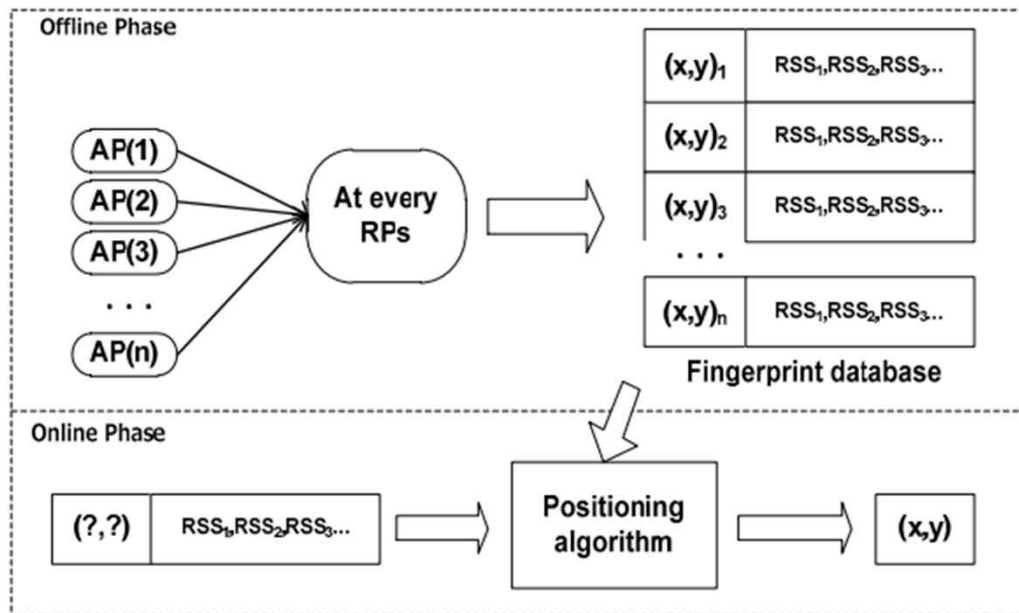 Offline Phase
AP(1)
AP(2)
AP(3)
. . .
AP(n)
At every
RPs
(x,y)₁ RSS₁,RSS₂,RSS₃...
(x,y)₂ RSS₁,RSS₂,RSS₃...
(x,y)₃ RSS₁,RSS₂,RSS₃...
. . .
(x,y)ₙ RSS₁,RSS₂,RSS₃...
Fingerprint database
Online Phase
(?,?) RSS₁,RSS₂,RSS₃...
Positioning
algorithm
(x,y)